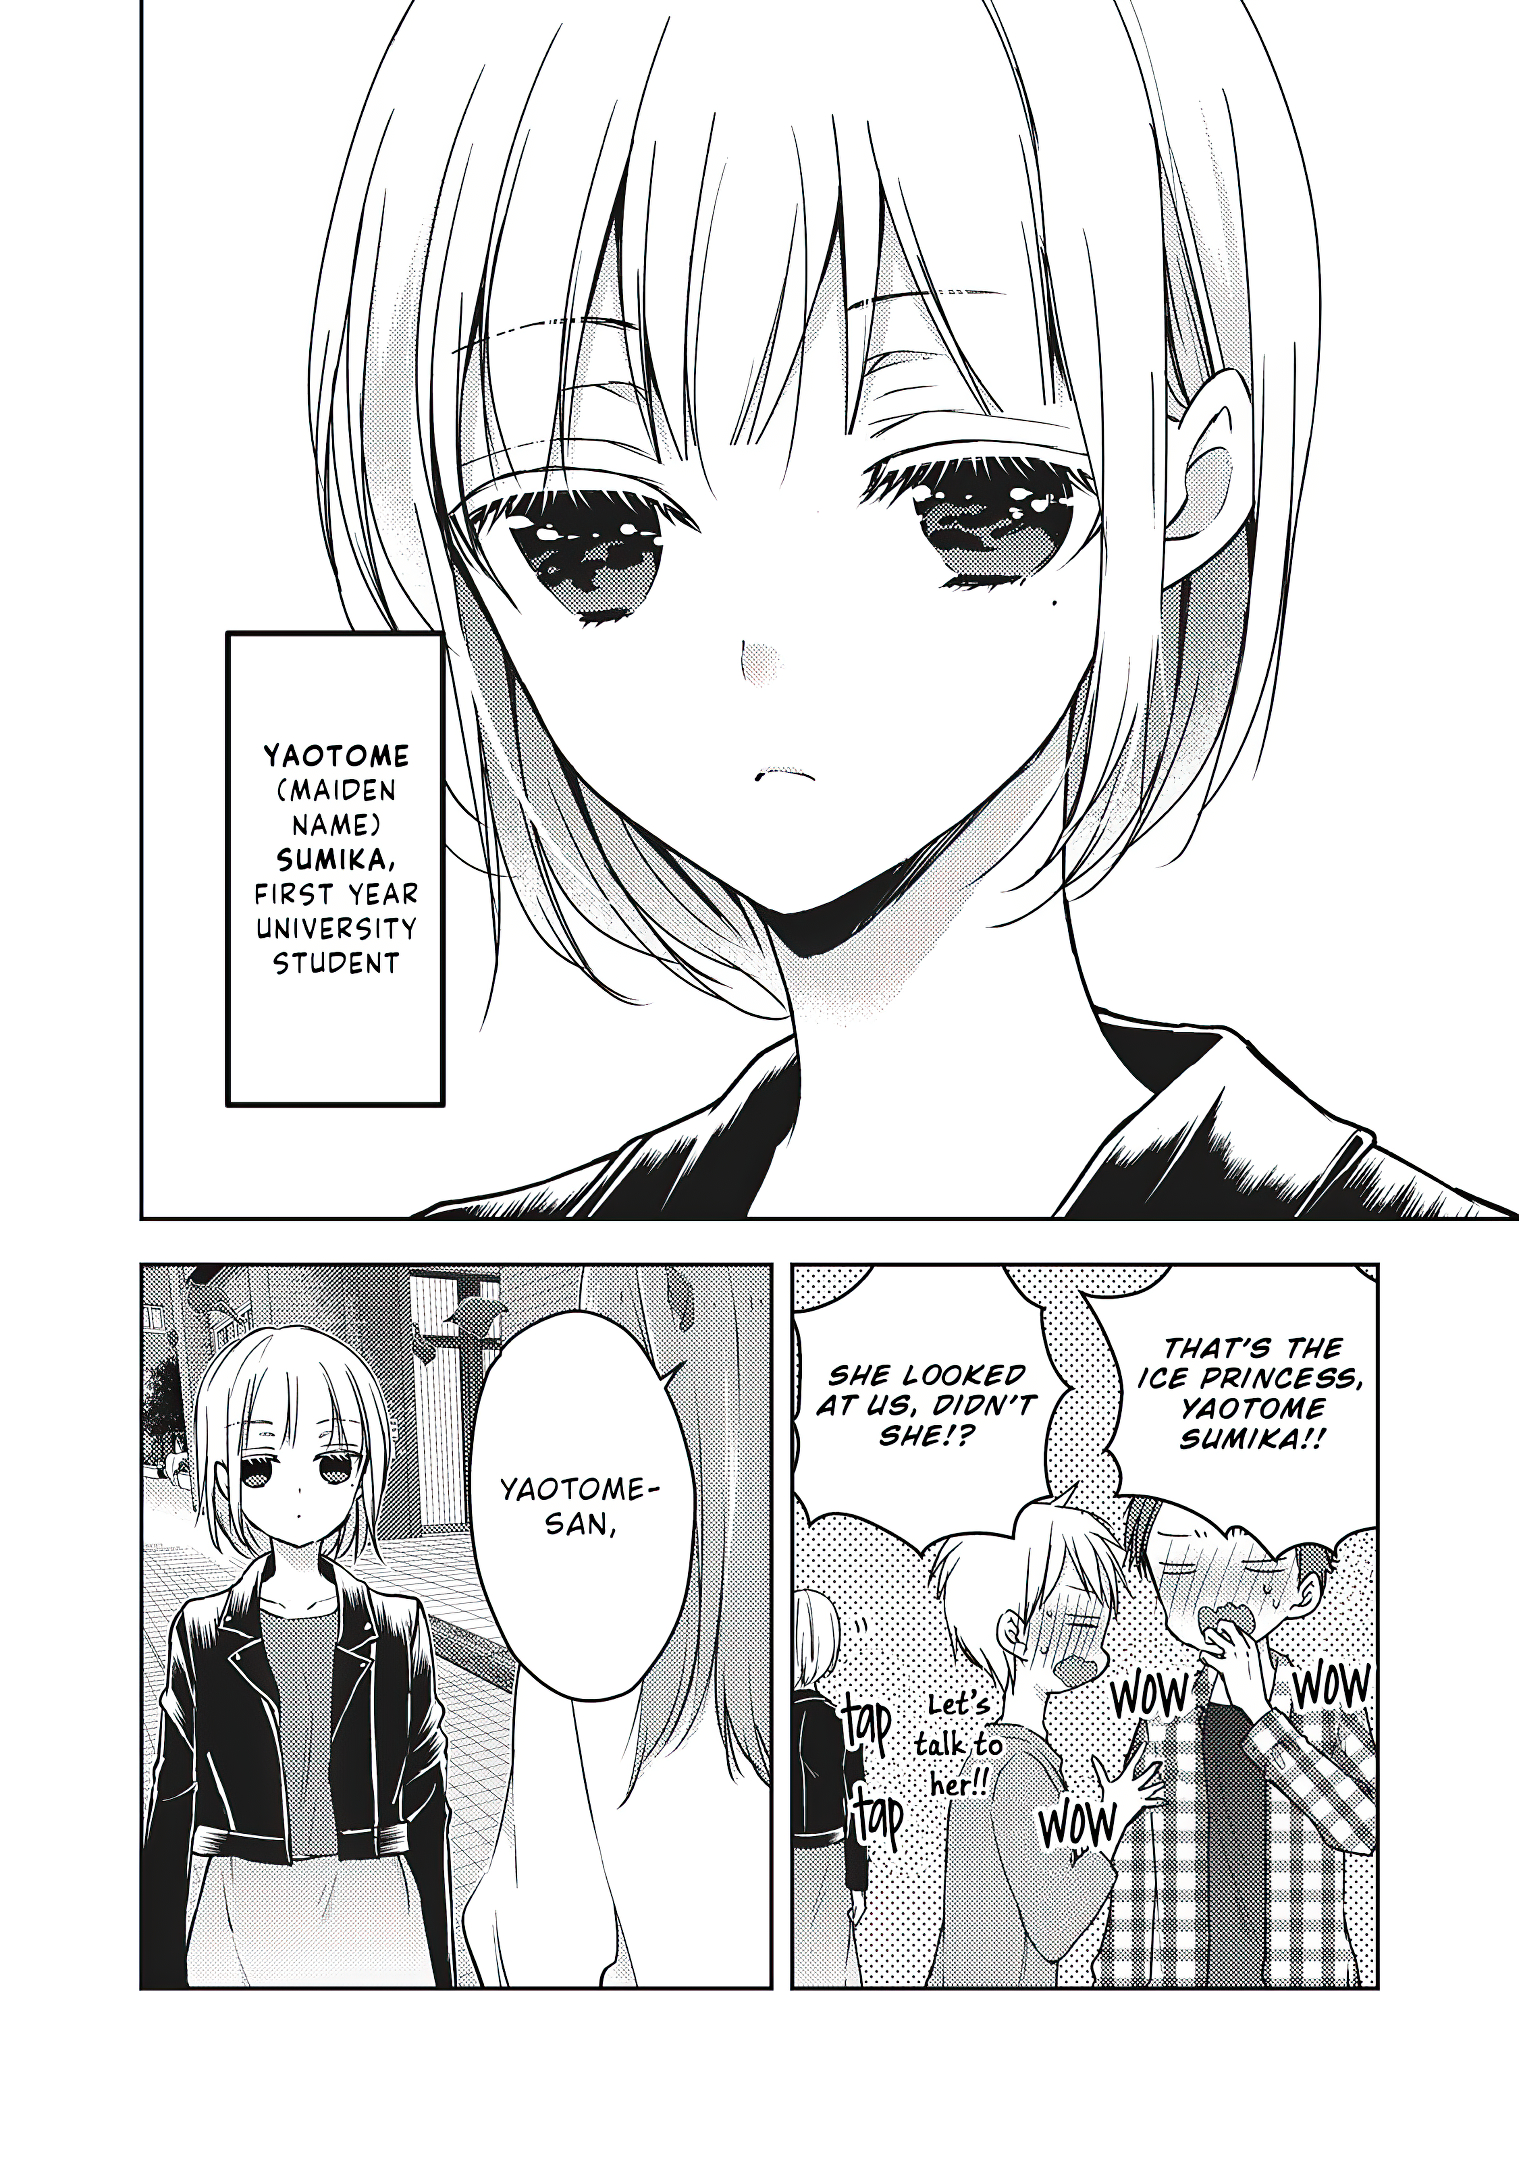 YAOTOME
(MAIDEN
NAME)
SUMIKA,
FIRST YEAR
UNIVERSITY
STUDENT
THAT'S THE
ICE PRINCESS,
YAOTOME
SUMIKA!!
SHE LOOKED
AT US, DIDN'T
SHE!?
WOW
WOW
WOW
Let's
talk to
her!!
tap
tap
YAOTOME-
SAN,